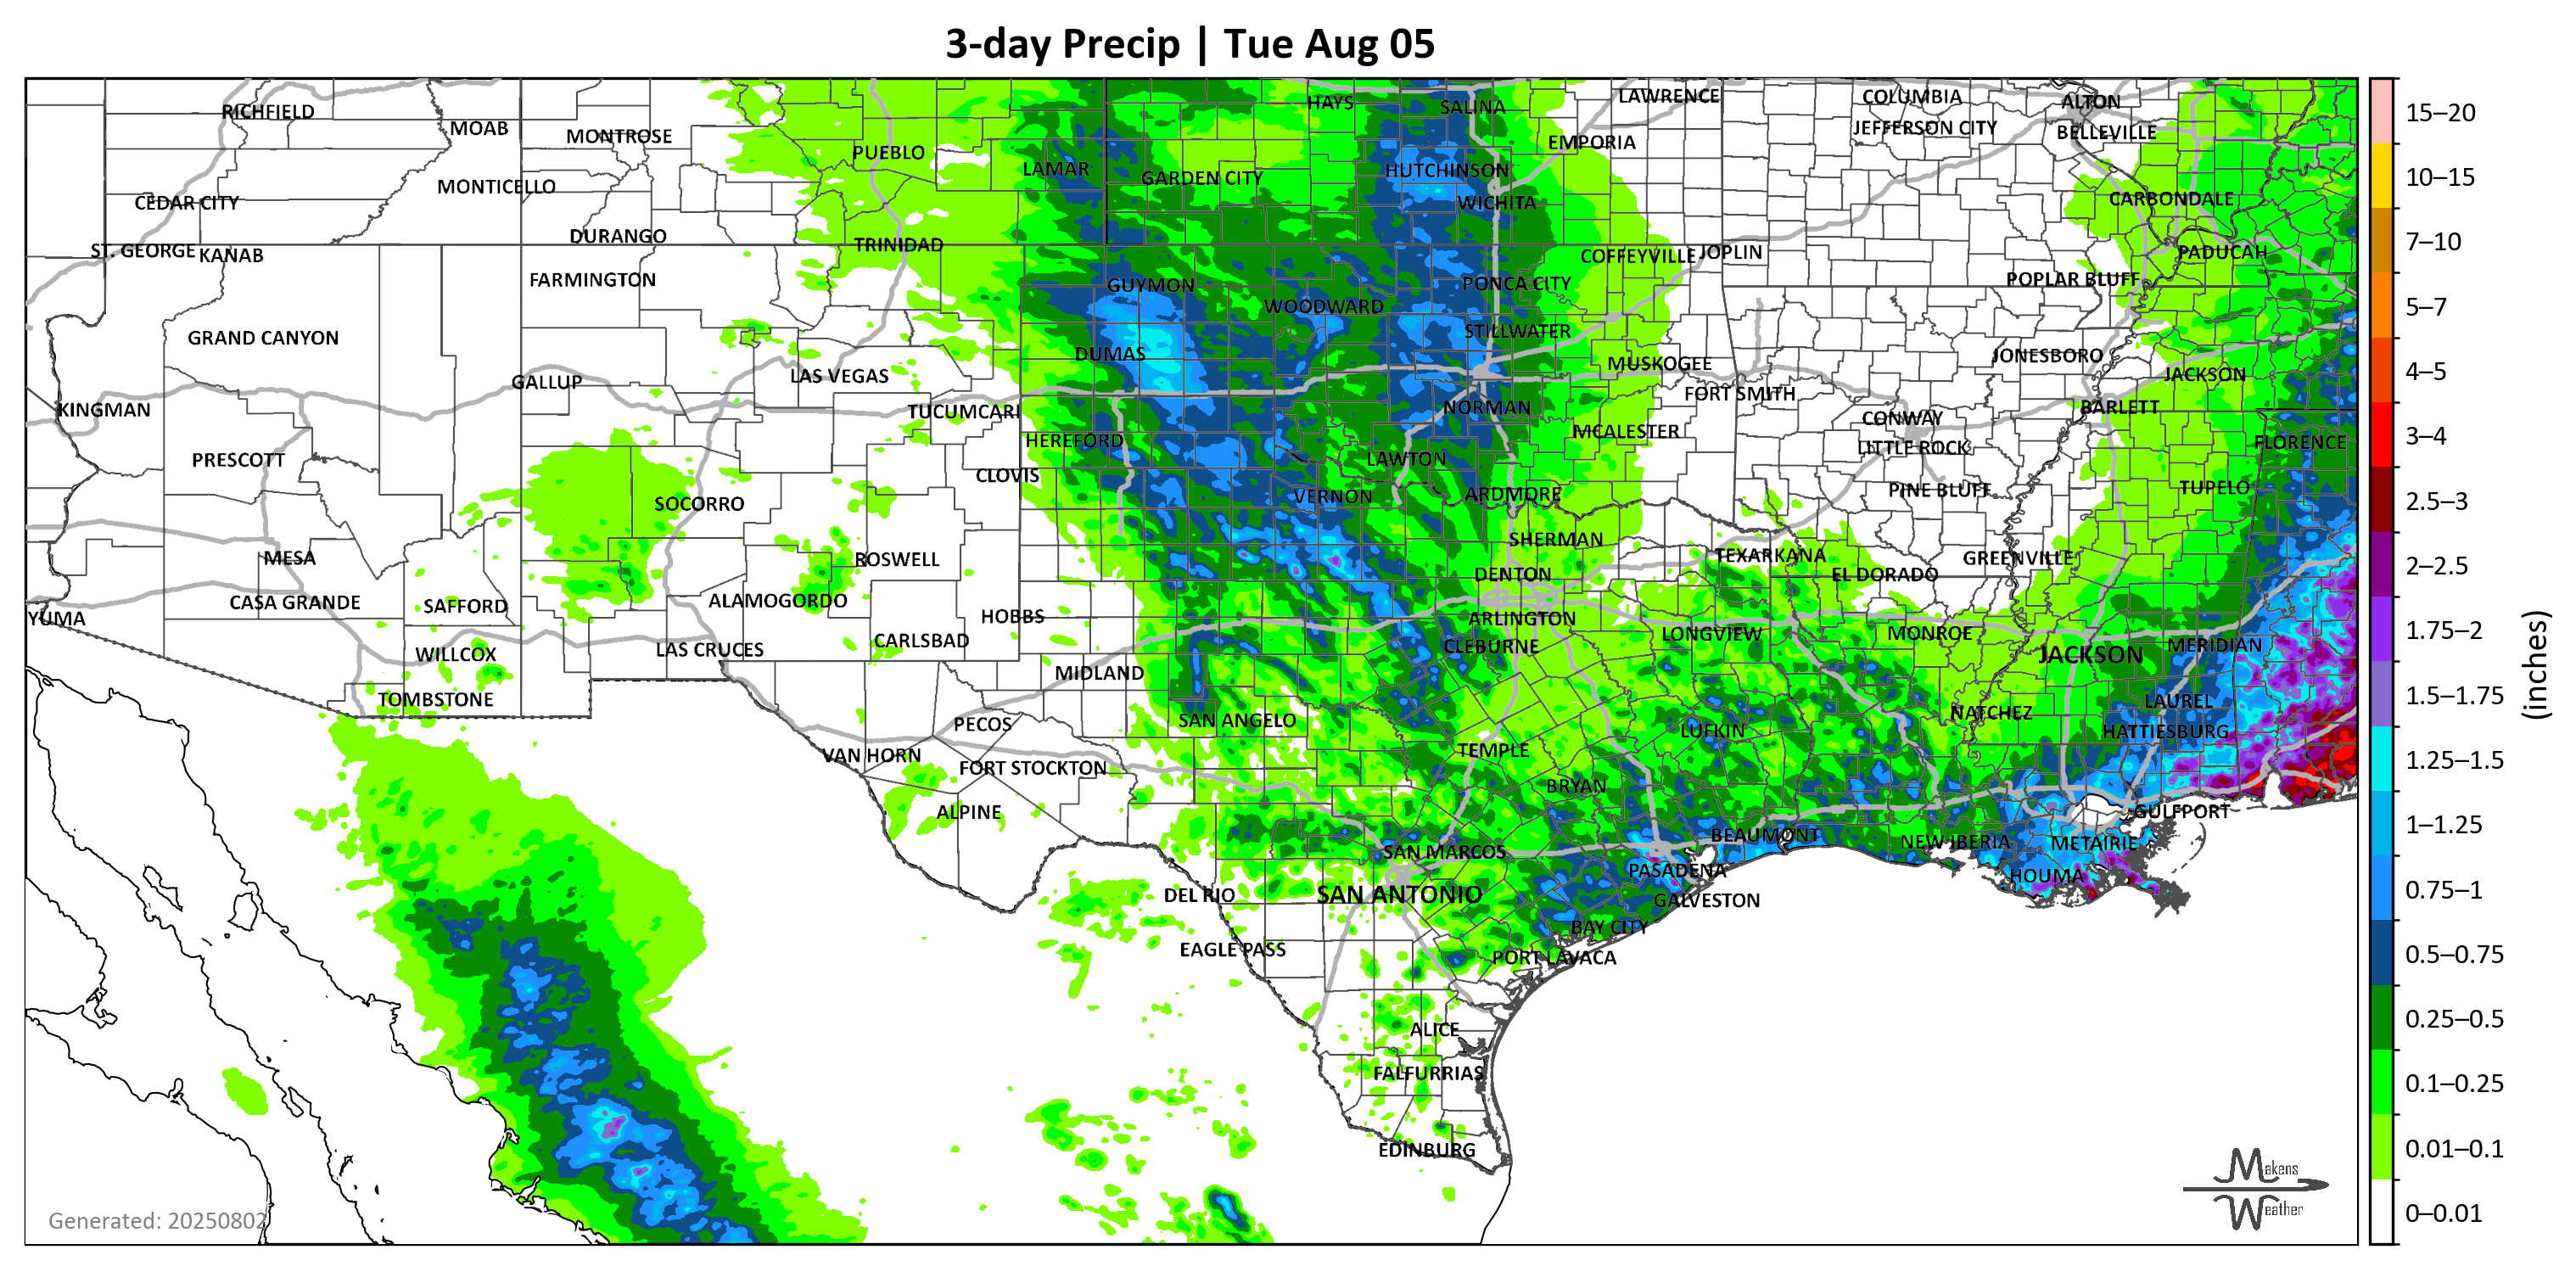 3-day Precip | Tue Aug 05
RICHFIELD
MOAB
MONTROSE
PUEBLO
LAMAR
GARDEN CITY
HAYS
SALINA
HUTCHINSON
WICHITA
EMPORIA
LAWRENCE
COLUMBIA
JEFFERSON CITY
ALTON
BELLEVILLE
CARBONDALE
CEDAR CITY
MONTICELLO
ST. GEORGE
KANAB
DURANGO
TRINIDAD
COFFEYVILLE
JOPLIN
PADUCAH
POPLAR BLUFF
FARMINGTON
GUYMON
WOODWARD
PONCA CITY
STILLWATER
GRAND CANYON
DUMAS
MUSKOGEE
JONESBORO
JACKSON
GALLUP
LAS VEGAS
FORT SMITH
KINGMAN
TUCUMCARI
NORMAN
CONWAY
BARLETT
HEREFORD
MCALESTER
LITTLE ROCK
FLORENCE
PRESCOTT
CLOVIS
LAWTON
SOCORRO
VERNON
ARDMORE
PINE BLUFF
TUPELO
MESA
ROSWELL
SHERMAN
TEXARKANA
GREENVILLE
DENTON
EL DORADO
YUMA
CASA GRANDE
SAFFORD
ALAMOGORDO
HOBBS
ARLINGTON
WILLCOX
LAS CRUCES
CARLSBAD
CLEBURNE
LONGVIEW
MONROE
JACKSON
MERIDIAN
TOMBSTONE
MIDLAND
LAUREL
PECOS
SAN ANGELO
NATCHEZ
HATTIESBURG
VAN HORN
FORT STOCKTON
TEMPLE
LUFKIN
ALPINE
BRYAN
GULFPORT
SAN MARCOS
BEAUMONT
NEW IBERIA
METAIRIE
PASADENA
HOUMA
DEL RIO
SAN ANTONIO
GALVESTON
BAY CITY
EAGLE PASS
PORT LAVACA
ALICE
FALFURRIAS
EDINBURG
Generated: 20250802
Makens
Weather
15–20
10–15
7–10
5–7
4–5
3–4
2.5–3
2–2.5
1.75–2
1.5–1.75
1.25–1.5
1–1.25
0.75–1
0.5–0.75
0.25–0.5
0.1–0.25
0.01–0.1
0–0.01
(inches)